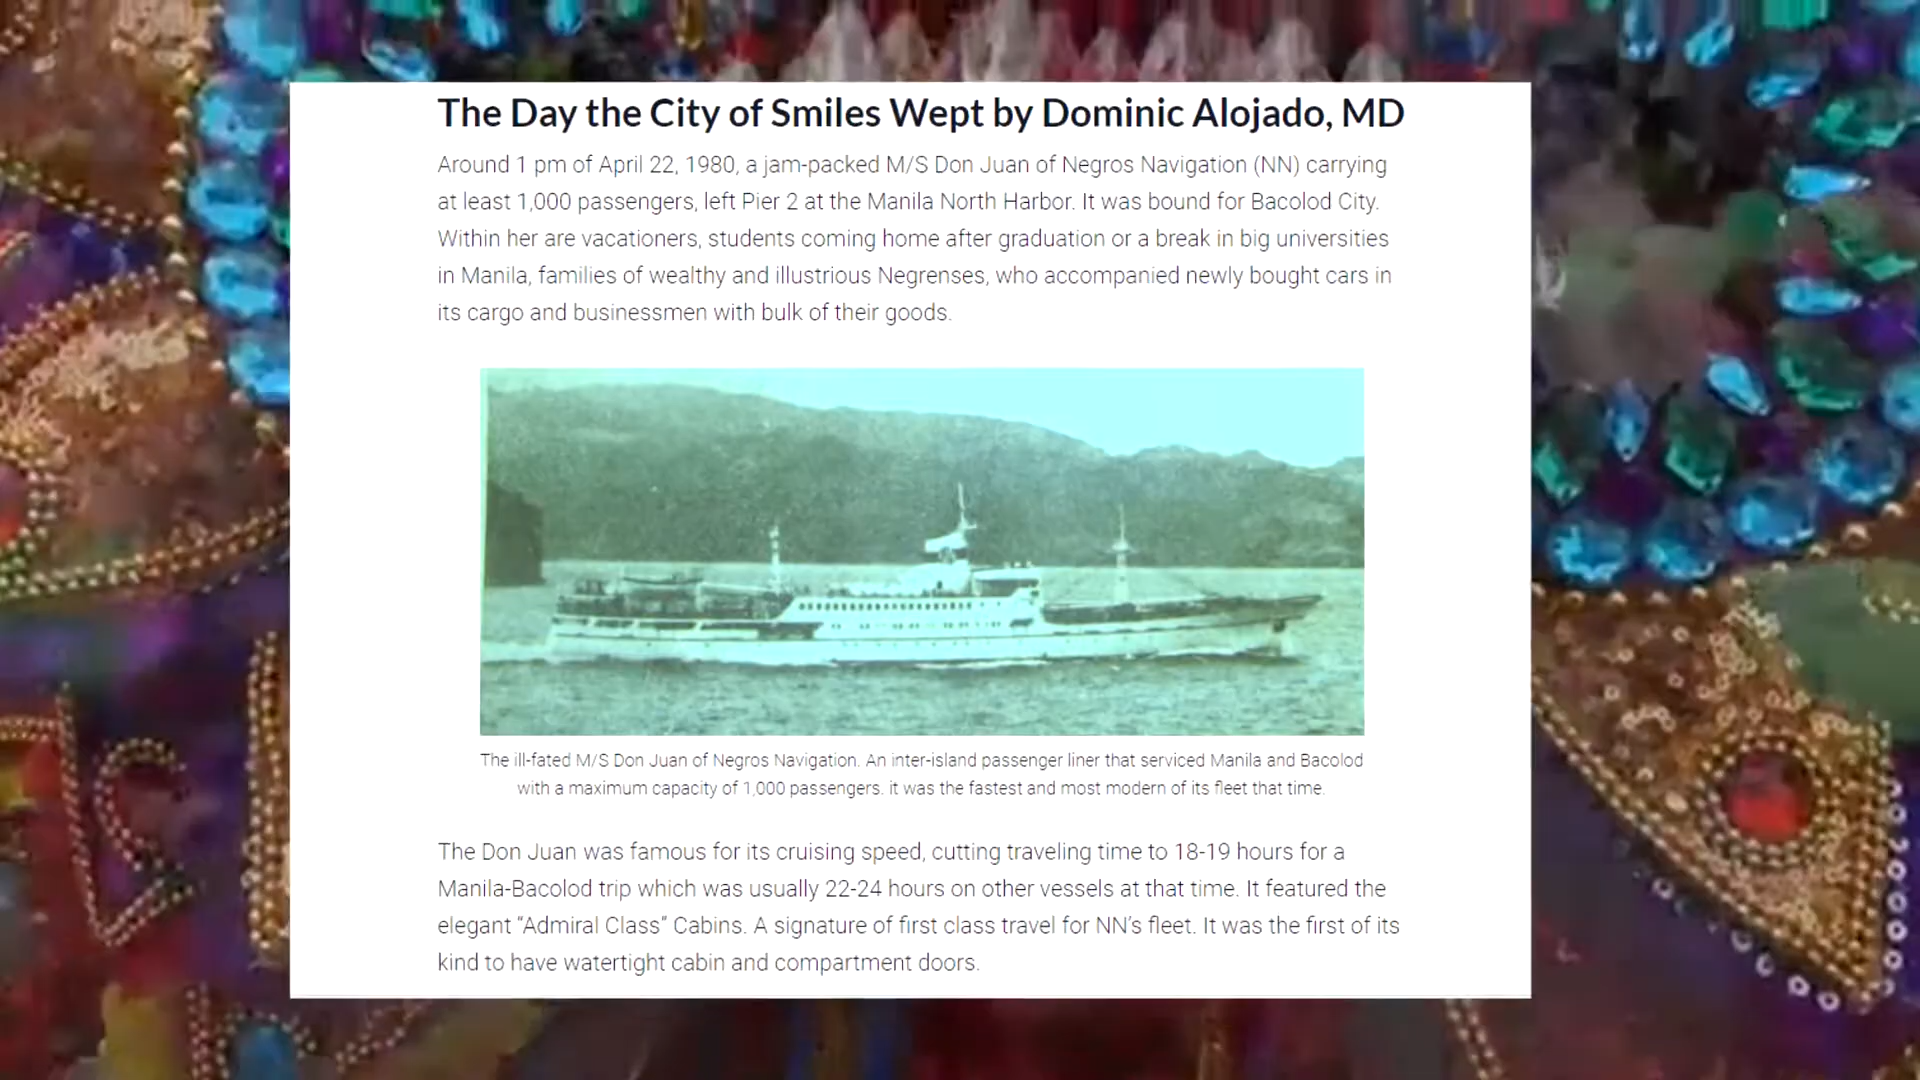 The Day the City of Smiles Wept by Dominic Alojado, MD
Around 1 pm of April 22, 1980, a jam-packed M/S Don Juan of Negros Navigation (NN) carrying
at least 1,000 passengers, left Pier 2 at the Manila North Harbor. It was bound for Bacolod City.
Within her are vacationers, students coming home after graduation or a break in big universities
in Manila, families of wealthy and illustrious Negrenses, who accompanied newly bought cars in
its cargo and businessmen with bulk of their goods.
The ill-fated M/S Don Juan of Negros Navigation. An inter-island passenger liner that serviced Manila and Bacolod
with a maximum capacity of 1,000 passengers. it was the fastest and most modern of its fleet that time.
The Don Juan was famous for its cruising speed, cutting traveling time to 18-19 hours for a
Manila-Bacolod trip which was usually 22-24 hours on other vessels at that time. It featured the
elegant “Admiral Class” Cabins. A signature of first class travel for NN’s fleet. It was the first of its
kind to have watertight cabin and compartment doors.